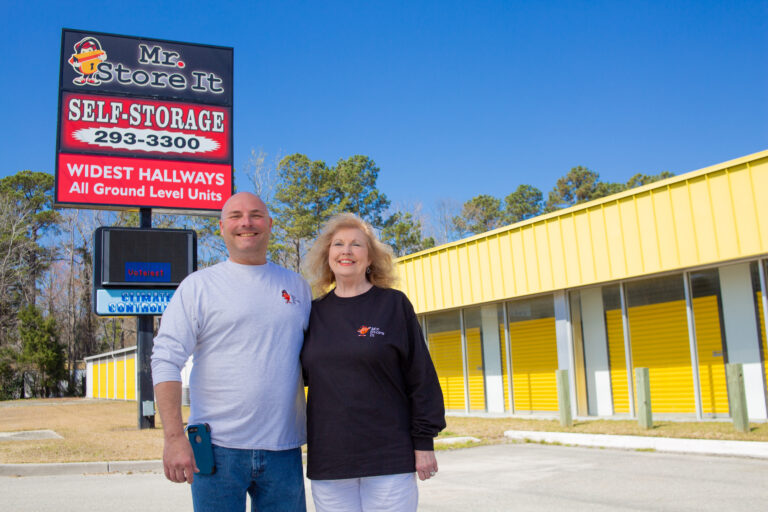 Mr.
Store It
SELF-STORAGE
293-3300
WIDEST HALLWAYS
All Ground Level Units
CLIMATE
CONTROLLED